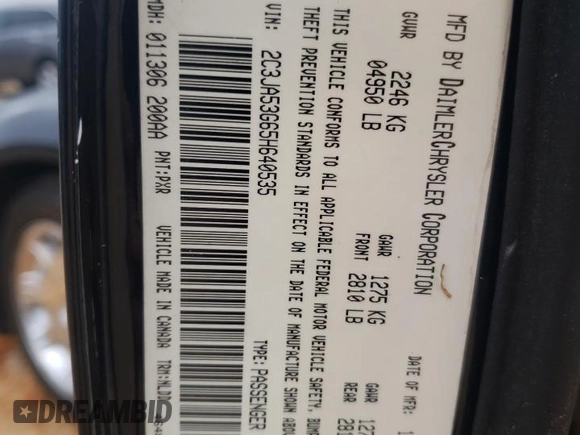 MFD BY DAIMLERCHRYSLER CORPORATION
DATE OF MFR:
GVWR
2246 KG
04950 LB
GAWR
FRONT
1275 KG
2810 LB
GAWR
REAR
THIS VEHICLE CONFORMS TO ALL APPLICABLE FEDERAL MOTOR VEHICLE SAFETY,
THEFT PREVENTION STANDARDS IN EFFECT ON THE DATE OF MANUFACTURE SHOWN
VIN: 2C3JA53G65H640535
TYPE: PASSENGER
MDH: 011306 200AA
PNT: PXR
VEHICLE MADE IN CANADA
DREAMBID